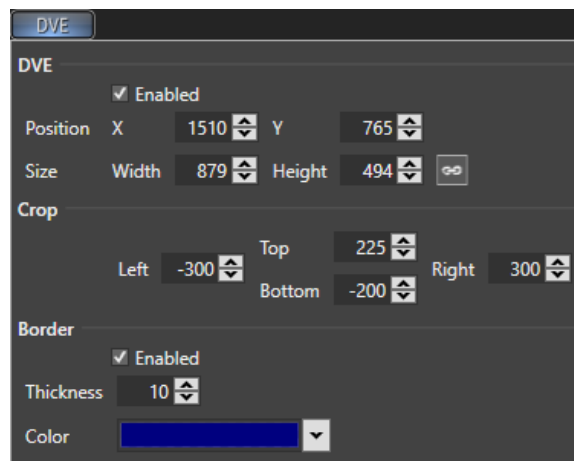 DVE
DVE
Enabled
Position X 1510 Y 765
Size Width 879 Height 494
Crop
Top 225
Left -300 Right 300
Bottom -200
Border
Enabled
Thickness 10
Color